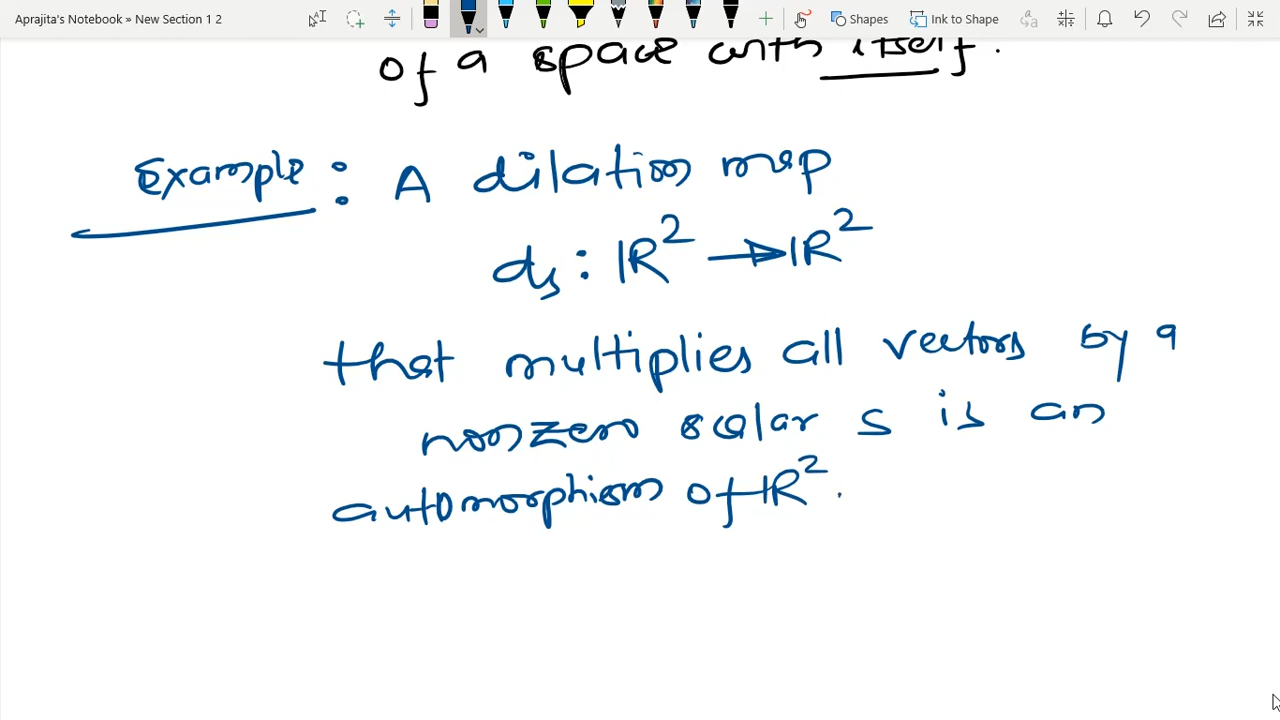 Aprajita's Notebook » New Section 1 2
Shapes
Ink to Shape
of a space with itself.
Example : A dilation map
ds : ℝ² → ℝ²
that multiplies all vectors by a
nonzero scalar s is an
automorphism of ℝ².